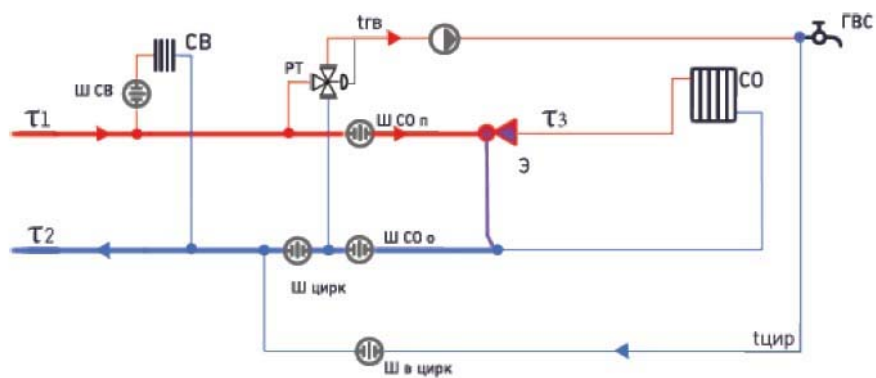 tгв
ГВС
СВ
РТ
СО
Ш СВ
τ1
Ш СО п
τ3
Э
τ2
Ш СО о
Ш цирк
tцир
Ш в цирк